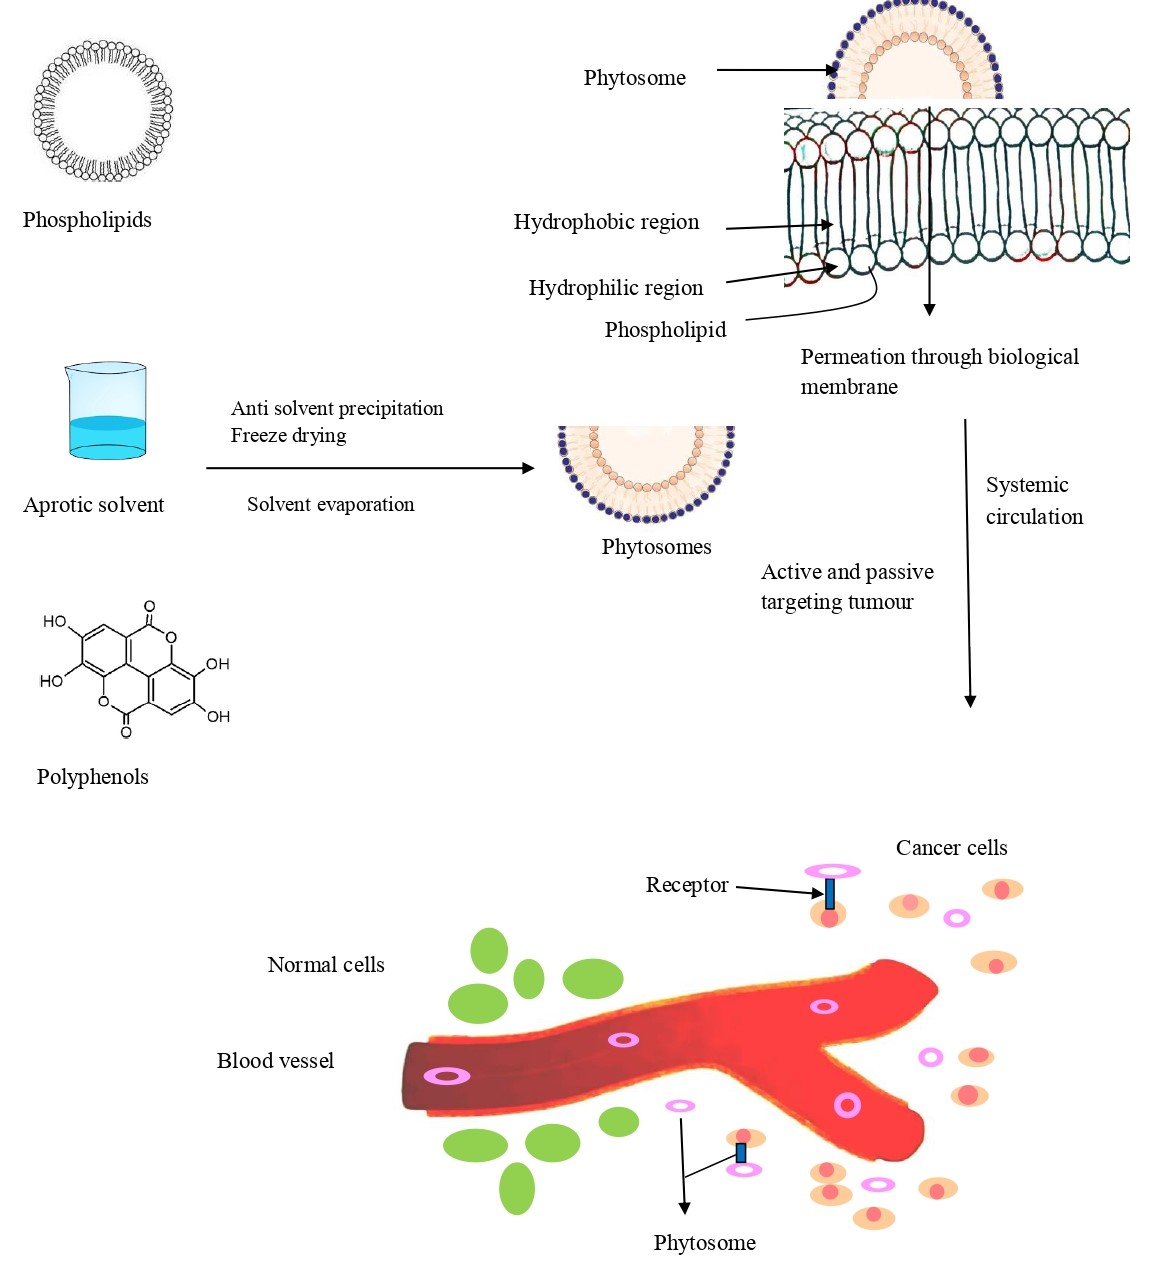 Phytosome
Phospholipids
Hydrophobic region
Hydrophilic region
Phospholipid
Permeation through biological
membrane
Anti solvent precipitation
Freeze drying
Aprotic solvent
Solvent evaporation
Systemic
circulation
Phytosomes
Active and passive
targeting tumour
O
HO
O
OH
HO
O
OH
O
Polyphenols
Cancer cells
Receptor
Normal cells
Blood vessel
Phytosome